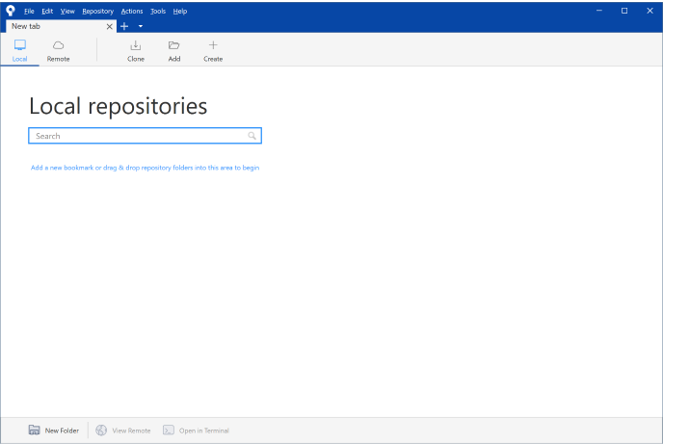 File Edit View Repository Actions Tools Help
New tab
Local Remote Clone Add Create
Local repositories
Search
Add a new bookmark or drag & drop repository folders into this area to begin
New Folder View Remote Open in Terminal